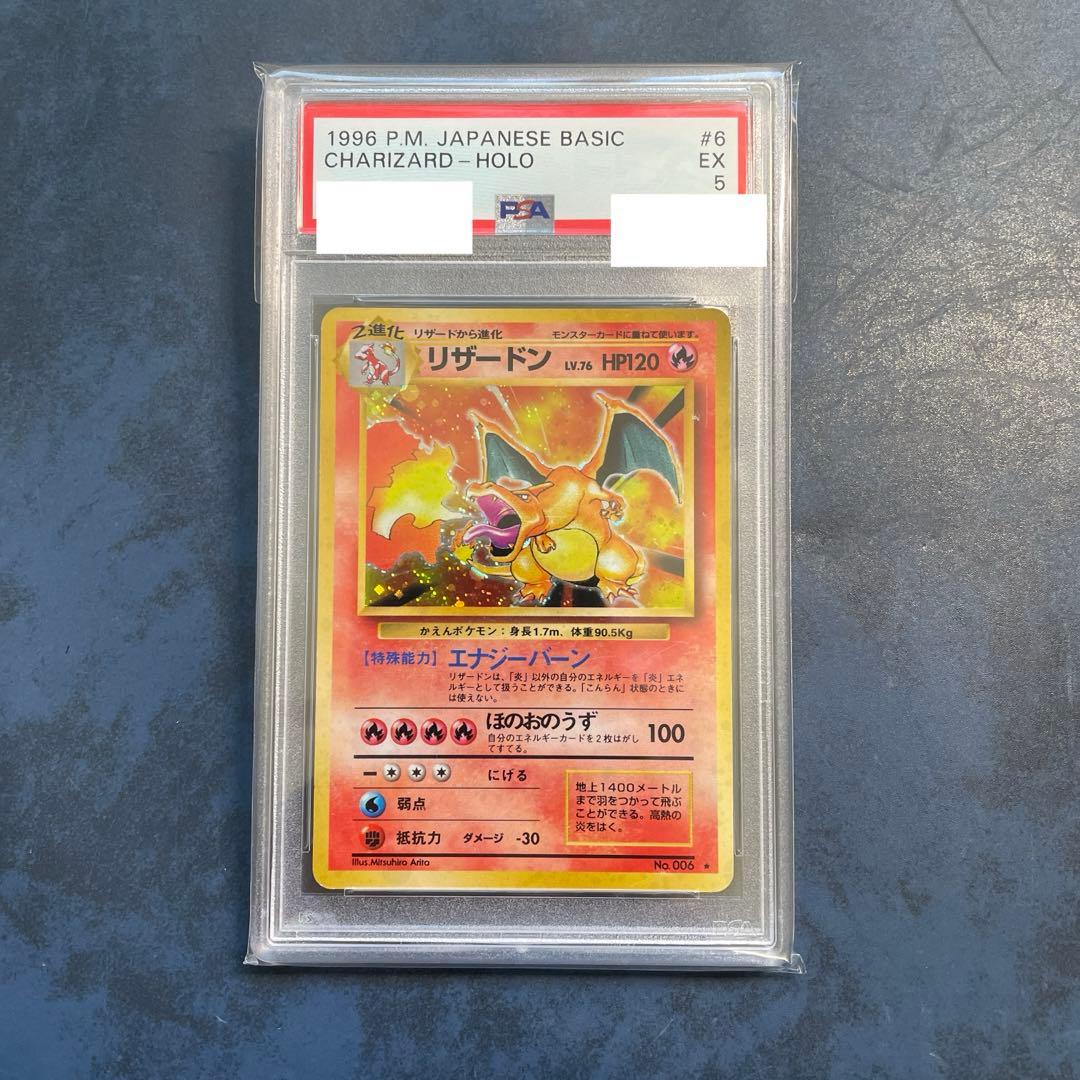 1996 P.M. JAPANESE BASIC #6
CHARIZARD - HOLO EX
5
PSA
2進化 リザードから進化 モンスターカードに重ねて使います。
リザードン LV.76 HP120
かえんポケモン：身長1.7m、体重90.5Kg
【特殊能力】エナジーバーン
リザードンは、「炎」以外の自分のエネルギーを「炎」エネ
ルギーとして扱うことができる。「こんらん」状態のときに
は使えない。
ほのおのうず 100
自分のエネルギーカードを2枚はがし
てすてる。
にげる
弱点
抵抗力 ダメージ -30
地上1400メートル
まで羽をつかって飛ぶ
ことができる。高熱の
炎をはく。
Illus.Mitsuhiro Arita No. 006 ★
PSA